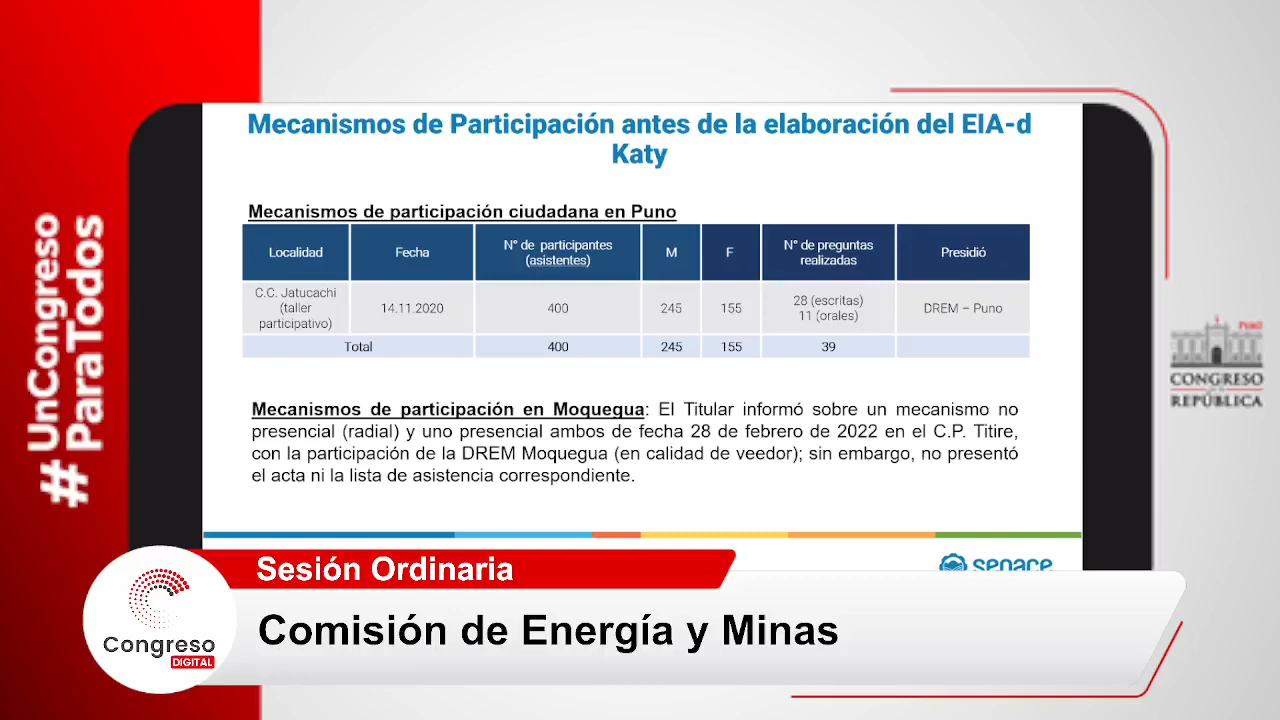 #UnCongreso
ParaTodos
Mecanismos de Participación antes de la elaboración del EIA-d
Katy
Mecanismos de participación ciudadana en Puno
Localidad Fecha N° de participantes (asistentes) M F N° de preguntas realizadas Presidió
C.C. Jatucachi (taller participativo) 14.11.2020 400 245 155 28 (escritas) 11 (orales) DREM – Puno
Total 400 245 155 39
Mecanismos de participación en Moquegua: El Titular informó sobre un mecanismo no
presencial (radial) y uno presencial ambos de fecha 28 de febrero de 2022 en el C.P. Titire,
con la participación de la DREM Moquegua (en calidad de veedor); sin embargo, no presentó
el acta ni la lista de asistencia correspondiente.
senace
PERÚ
CONGRESO
REPÚBLICA
Sesión Ordinaria
Comisión de Energía y Minas
Congreso
DIGITAL